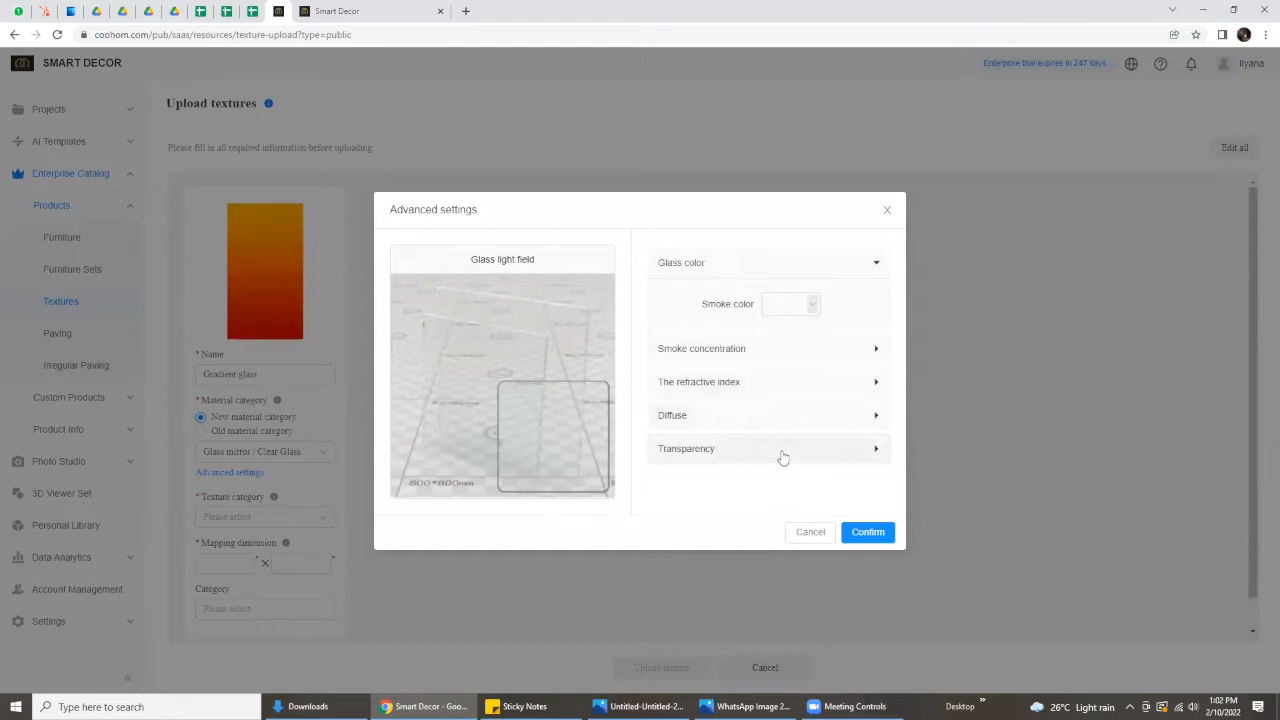 Smart Decor
coohom.com/pub/saas/resources/texture-upload?type=public
SMART DECOR
Enterprise trial expires in 247 days.
Ilyana
Projects
AI Templates
Enterprise Catalog
Products
Furniture
Furniture Sets
Textures
Paving
Irregular Paving
Custom Products
Product Info
Photo Studio
3D Viewer Set
Personal Library
Data Analytics
Account Management
Settings
Upload textures
Please fill in all required information before uploading.
Edit all
* Name
Gradient glass
* Material category
New material category
Old material category
Glass mirror / Clear Glass
Advanced settings
* Texture category
Please select
* Mapping dimension
" × "
Category
Please select
Upload texture
Cancel
Advanced settings
Glass light field
800*800mm
Glass color
Smoke color
Smoke concentration
The refractive index
Diffuse
Transparency
Cancel
Confirm
Type here to search
Downloads
Smart Decor - Goo...
Sticky Notes
Untitled-Untitled-2...
WhatsApp Image 2...
Meeting Controls
Desktop
26°C Light rain
1:02 PM
2/10/2022